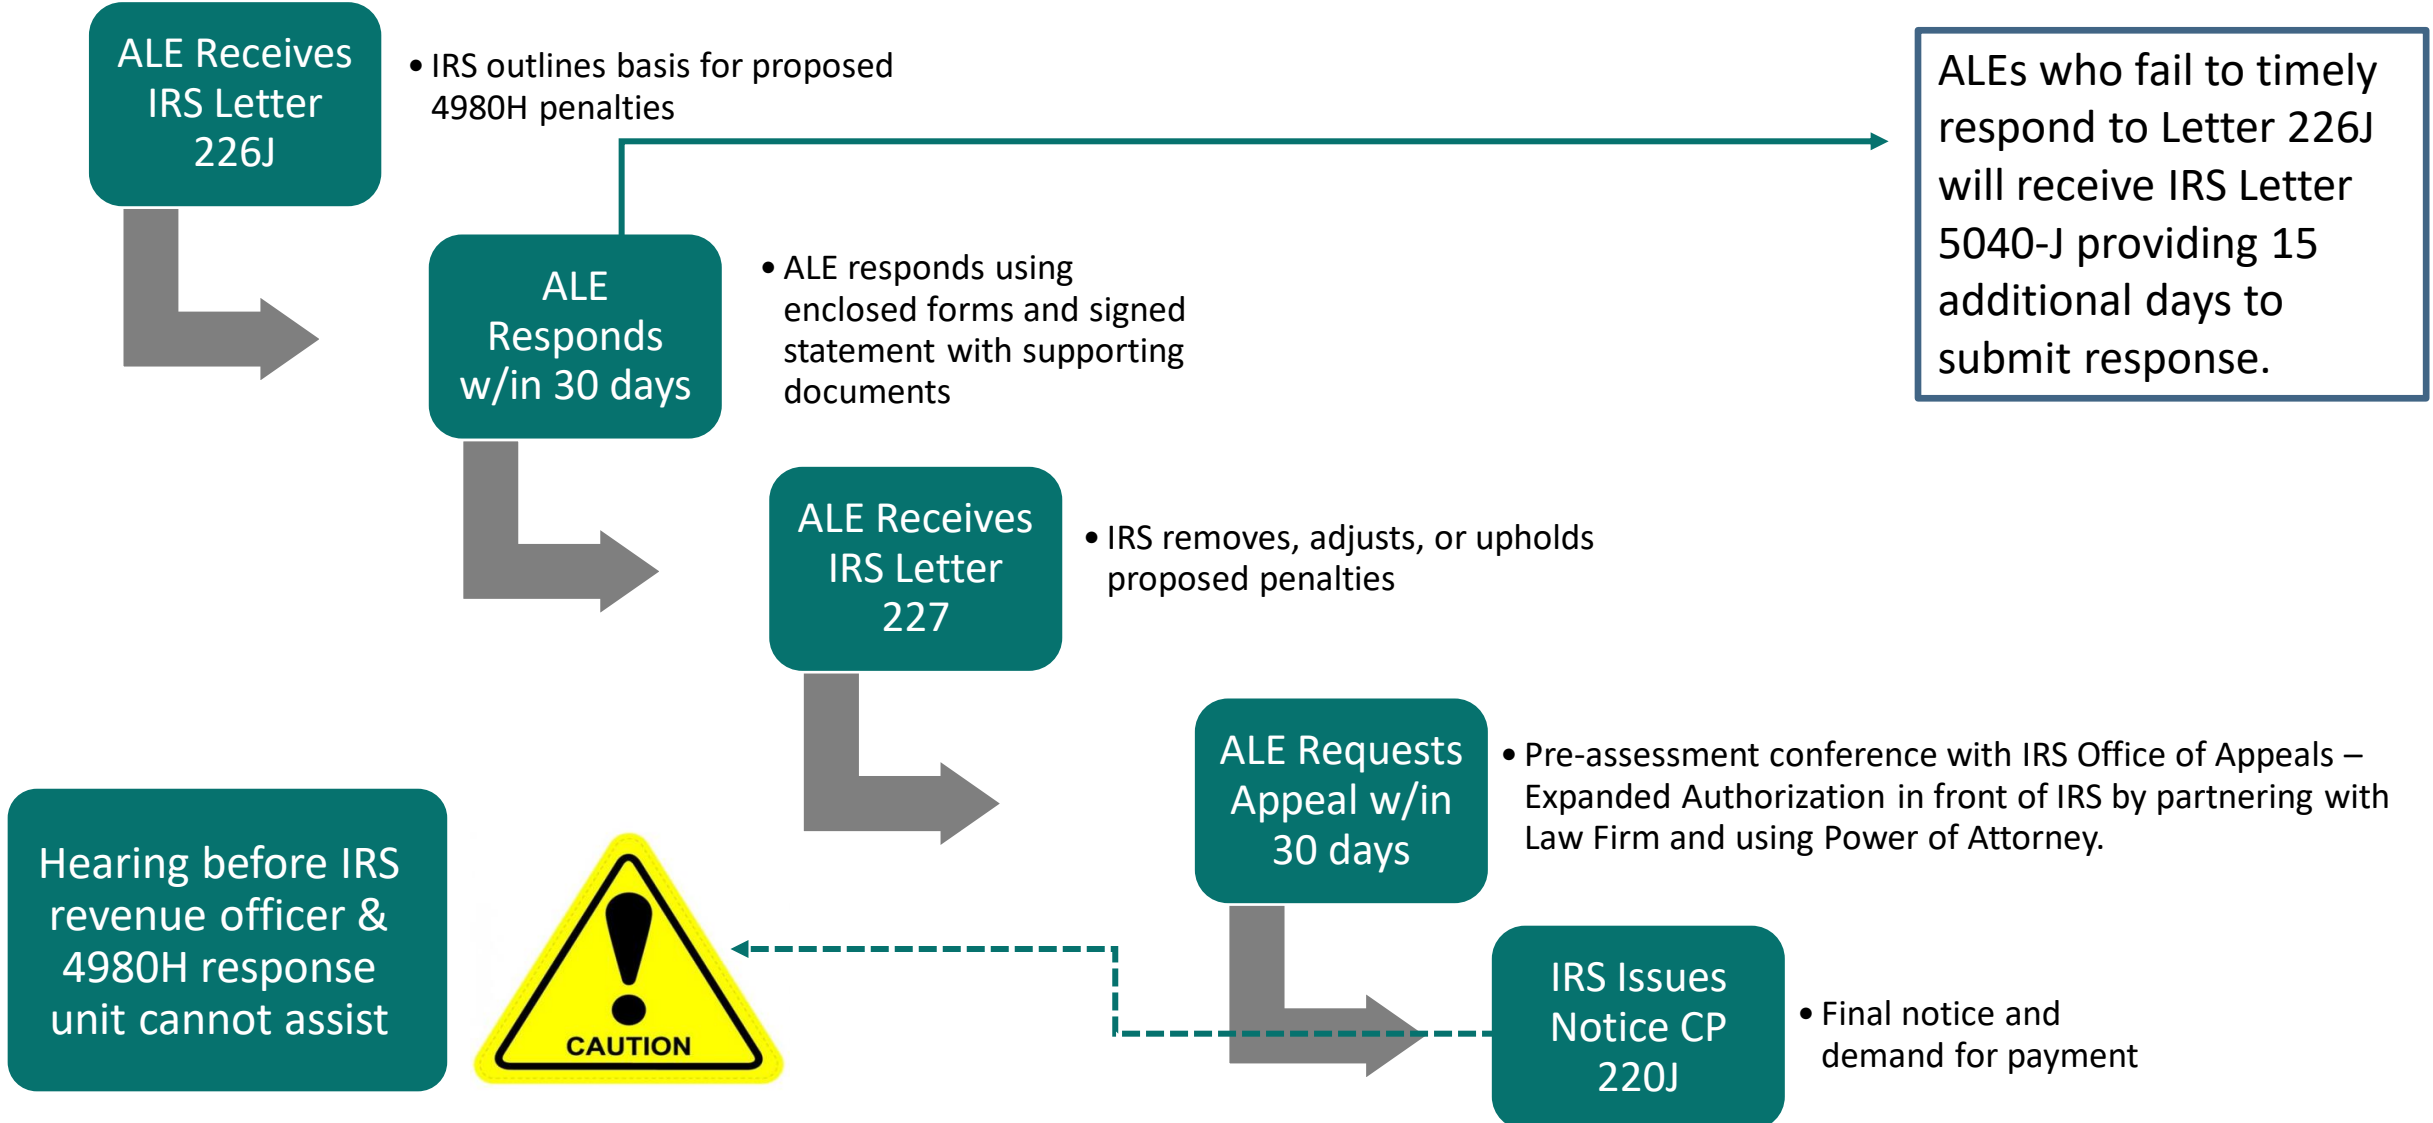 ALE Receives
IRS Letter
226J
• IRS outlines basis for proposed
4980H penalties
ALEs who fail to timely
respond to Letter 226J
will receive IRS Letter
5040-J providing 15
additional days to
submit response.
ALE
Responds
w/in 30 days
• ALE responds using
enclosed forms and signed
statement with supporting
documents
ALE Receives
IRS Letter
227
• IRS removes, adjusts, or upholds
proposed penalties
ALE Requests
Appeal w/in
30 days
• Pre-assessment conference with IRS Office of Appeals –
Expanded Authorization in front of IRS by partnering with
Law Firm and using Power of Attorney.
Hearing before IRS
revenue officer &
4980H response
unit cannot assist
CAUTION
IRS Issues
Notice CP
220J
• Final notice and
demand for payment